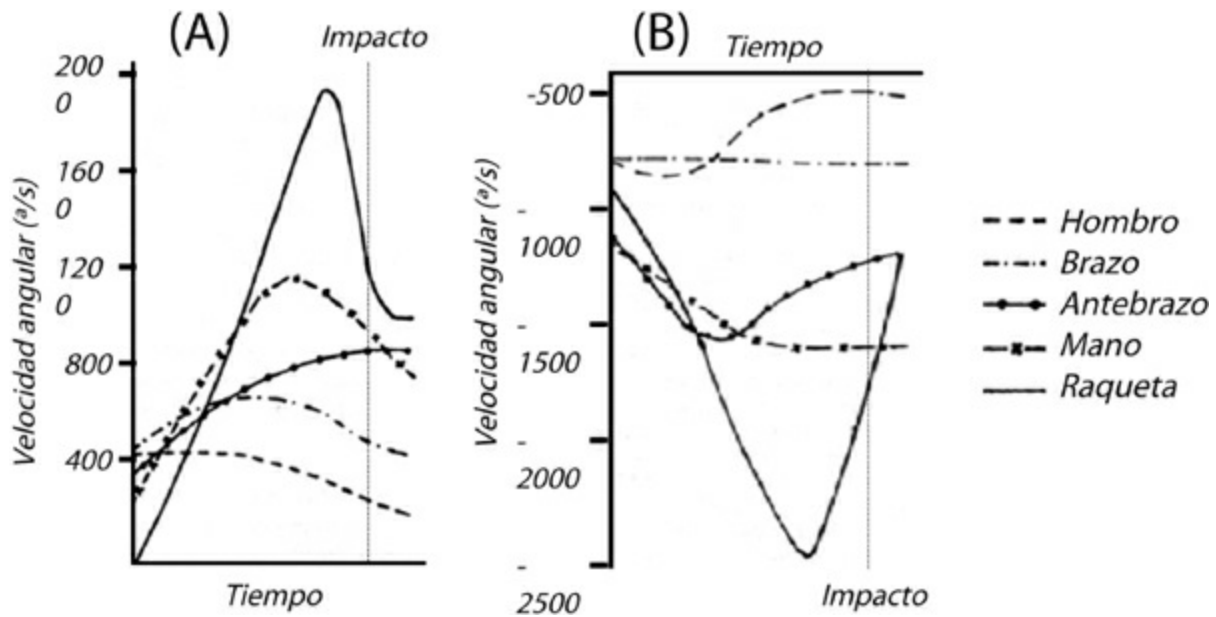 (A)
Impacto
200
0
160
0
120
0
800
400
Velocidad angular (ª/s)
Tiempo
(B)
Tiempo
-500
-
1000
-
1500
-
2000
-
2500
Velocidad angular (ª/s)
Impacto
Hombro
Brazo
Antebrazo
Mano
Raqueta